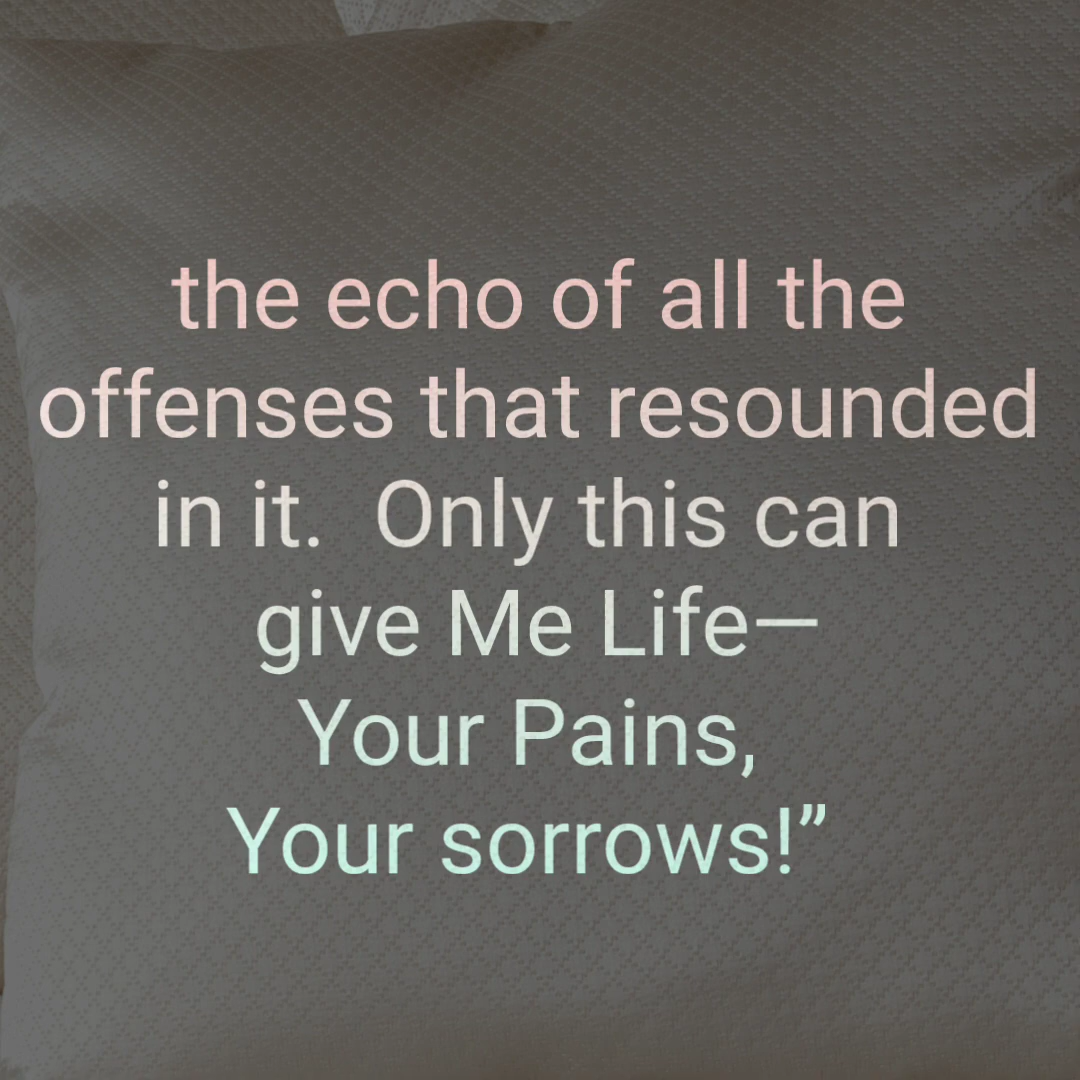 the echo of all the
offenses that resounded
in it.  Only this can
give Me Life—
Your Pains,
Your sorrows!”